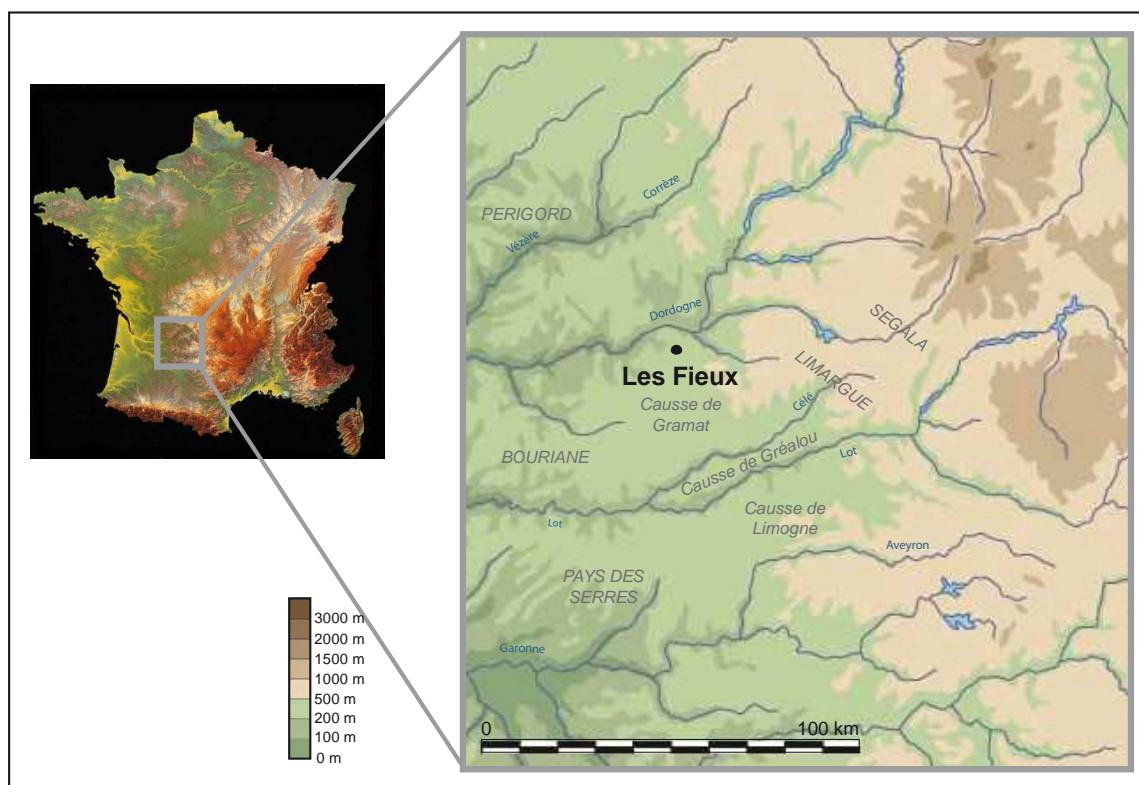 Corrèze
PERIGORD
Vézère
Dordogne
SEGALA
Les Fieux
LIMARGUE
Causse de
Gramat
Célé
BOURIANE
Causse de Gréalou
Lot
Causse de
Limogne
Lot
Aveyron
PAYS DES
SERRES
Garonne
3000 m
2000 m
1500 m
1000 m
500 m
200 m
100 m
0 m
0
100 km